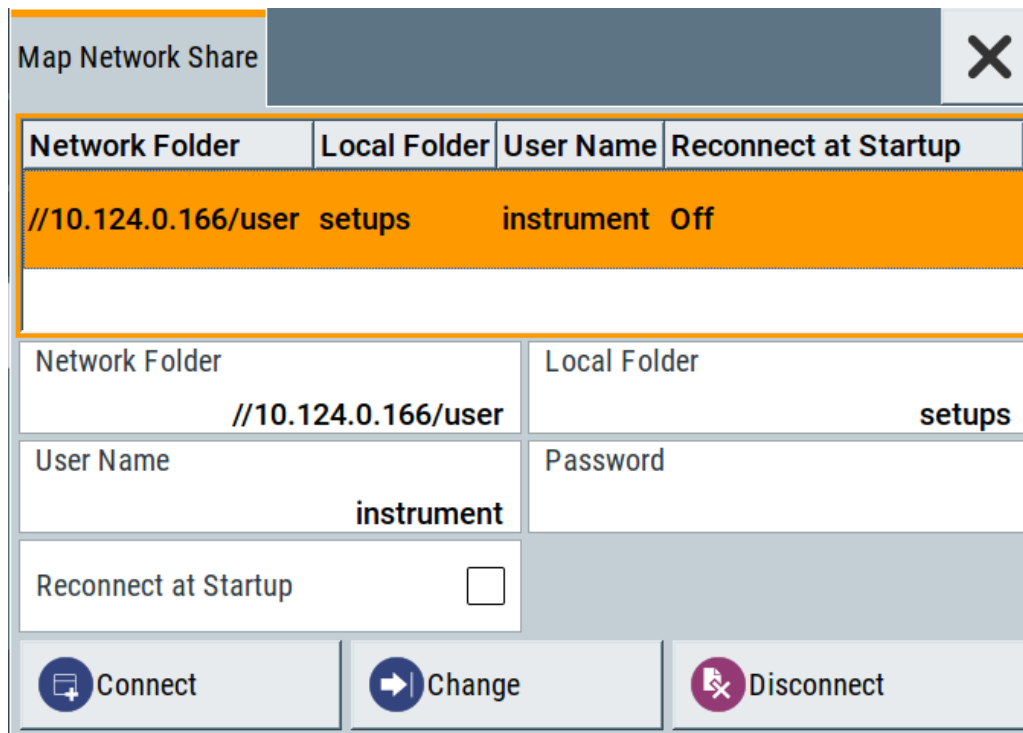 Map Network Share
Network Folder Local Folder User Name Reconnect at Startup
//10.124.0.166/user setups instrument Off
Network Folder Local Folder
//10.124.0.166/user setups
User Name Password
instrument
Reconnect at Startup
Connect Change Disconnect